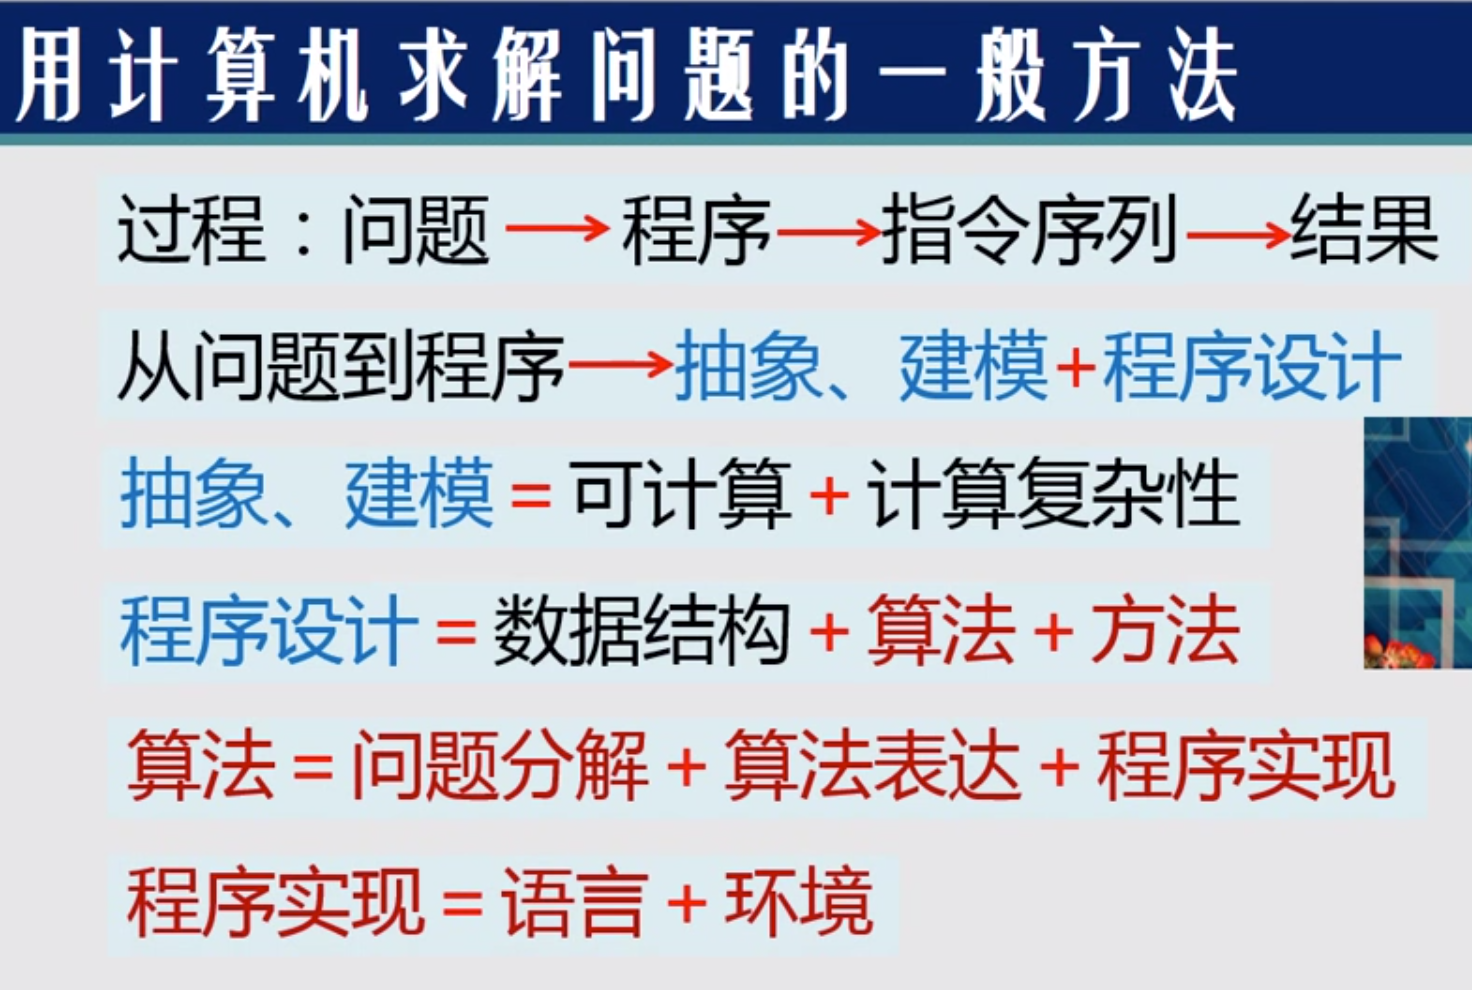 用计算机求解问题的一般方法
过程：问题→程序→指令序列→结果
从问题到程序→抽象、建模+程序设计
抽象、建模=可计算+计算复杂性
程序设计=数据结构+算法+方法
算法=问题分解+算法表达+程序实现
程序实现=语言+环境